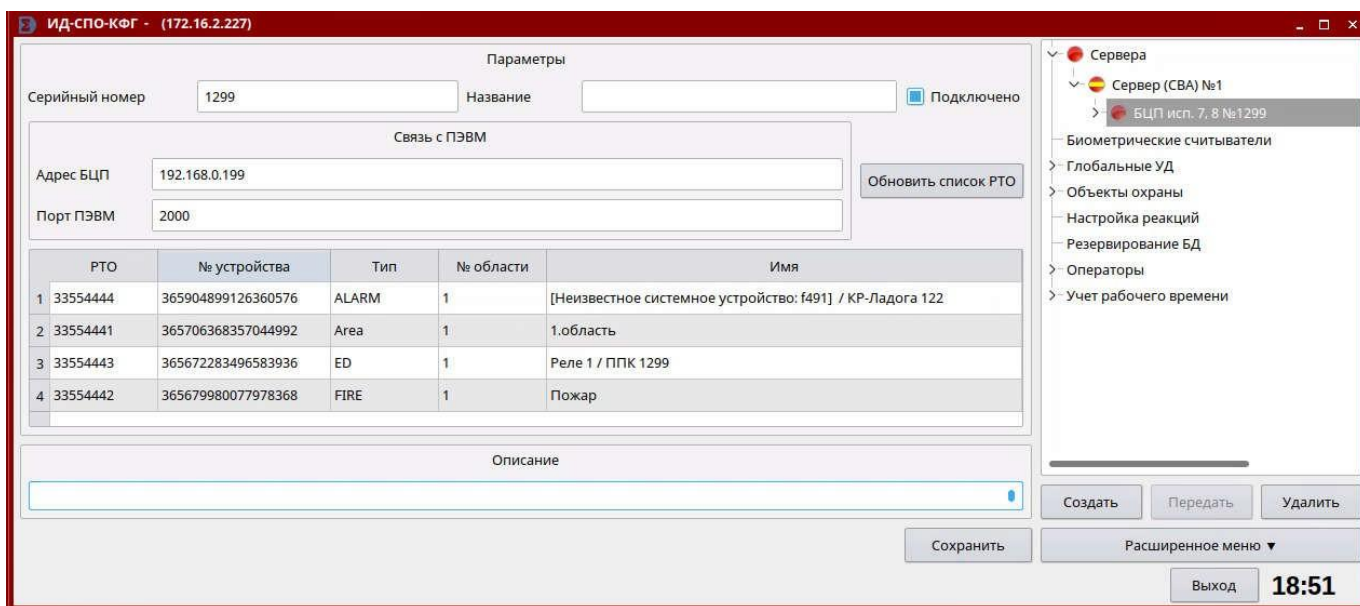 ИД-СПО-КФГ - (172.16.2.227)
Параметры
Серийный номер 1299 Название Подключено
Связь с ПЭВМ
Адрес БЦП 192.168.0.199
Порт ПЭВМ 2000
Обновить список РТО
РТО № устройства Тип № области Имя
1 33554444 365904899126360576 ALARM 1 [Неизвестное системное устройство: f491] / КР-Ладога 122
2 33554441 365706368357044992 Area 1 1.область
3 33554443 365672283496583936 ED 1 Реле 1 / ППК 1299
4 33554442 365679980077978368 FIRE 1 Пожар
Описание
Сохранить
Сервера
Сервер (СВА) №1
БЦП исп. 7, 8 №1299
Биометрические считыватели
Глобальные УД
Объекты охраны
Настройка реакций
Резервирование БД
Операторы
Учет рабочего времени
Создать Передать Удалить
Расширенное меню ▼
Выход 18:51